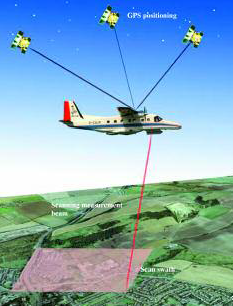 GPS positioning
Scanning measurement
beam
Scan swath